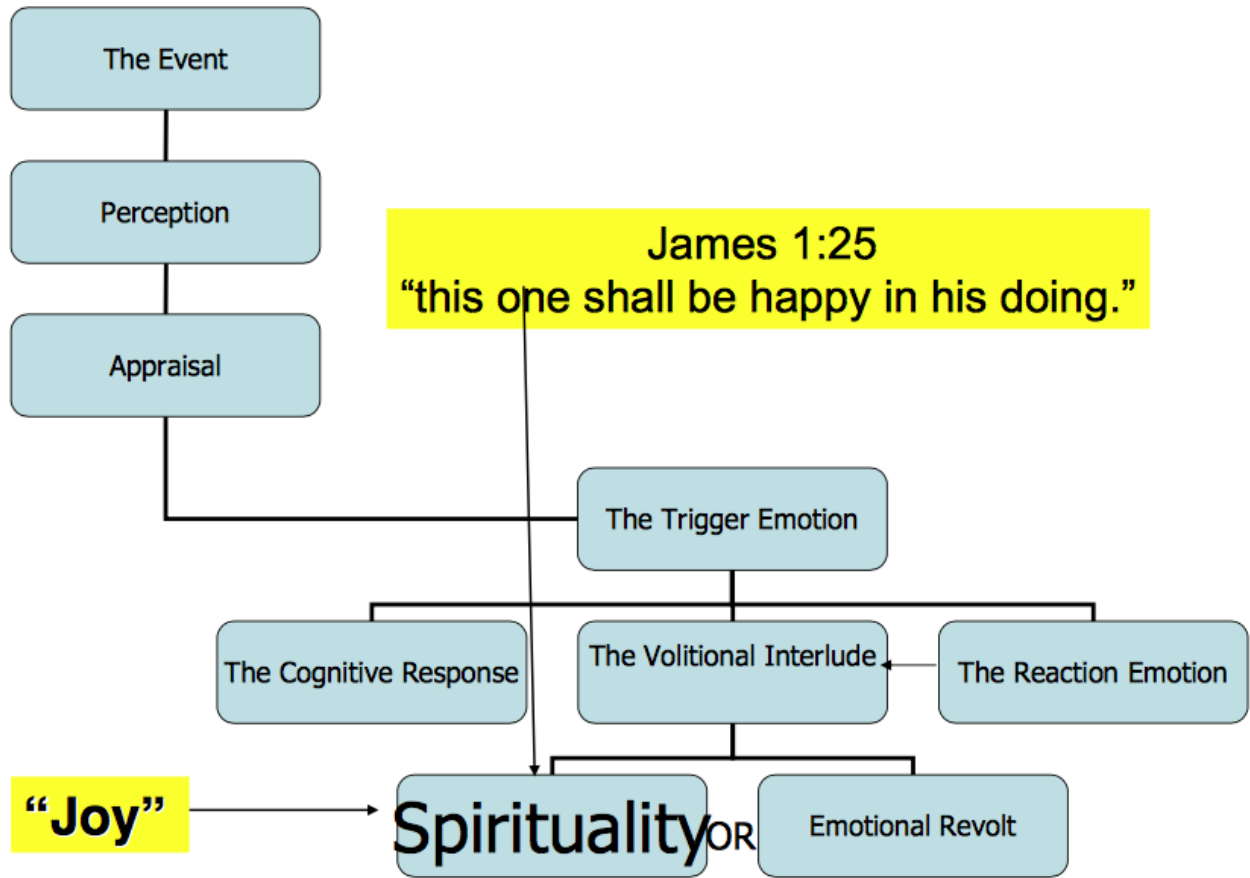 The Event
Perception
James 1:25
“this one shall be happy in his doing.”
Appraisal
The Trigger Emotion
The Cognitive Response
The Volitional Interlude
The Reaction Emotion
“Joy”
Spirituality
OR
Emotional Revolt